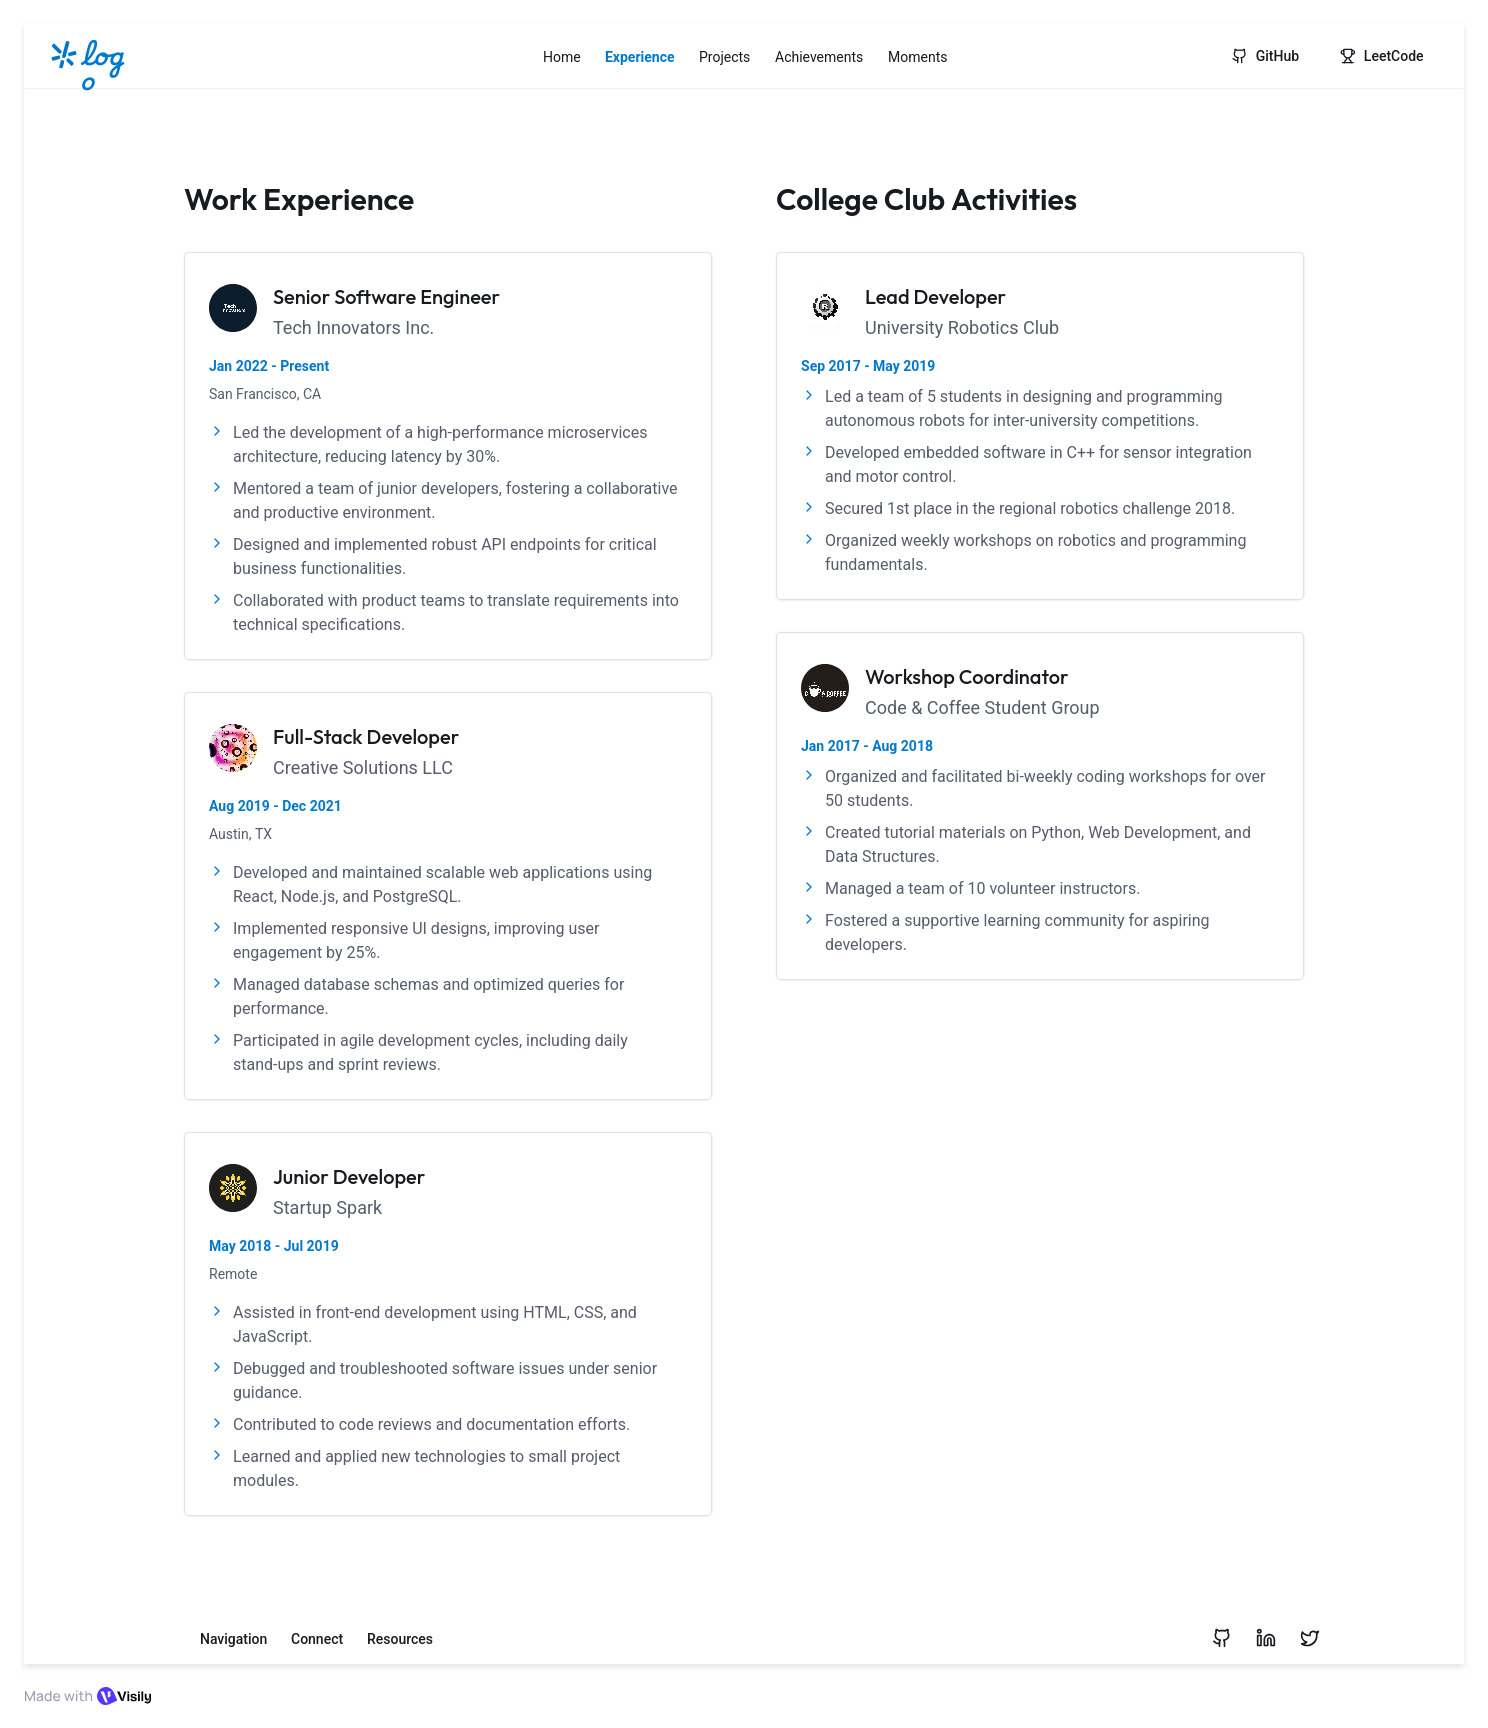 logo
Home Experience Projects Achievements Moments
GitHub LeetCode
Work Experience
Senior Software Engineer
Tech Innovators Inc.
Jan 2022 - Present
San Francisco, CA
Led the development of a high-performance microservices
architecture, reducing latency by 30%.
Mentored a team of junior developers, fostering a collaborative
and productive environment.
Designed and implemented robust API endpoints for critical
business functionalities.
Collaborated with product teams to translate requirements into
technical specifications.
Full-Stack Developer
Creative Solutions LLC
Aug 2019 - Dec 2021
Austin, TX
Developed and maintained scalable web applications using
React, Node.js, and PostgreSQL.
Implemented responsive UI designs, improving user
engagement by 25%.
Managed database schemas and optimized queries for
performance.
Participated in agile development cycles, including daily
stand-ups and sprint reviews.
Junior Developer
Startup Spark
May 2018 - Jul 2019
Remote
Assisted in front-end development using HTML, CSS, and
JavaScript.
Debugged and troubleshooted software issues under senior
guidance.
Contributed to code reviews and documentation efforts.
Learned and applied new technologies to small project
modules.
College Club Activities
Lead Developer
University Robotics Club
Sep 2017 - May 2019
Led a team of 5 students in designing and programming
autonomous robots for inter-university competitions.
Developed embedded software in C++ for sensor integration
and motor control.
Secured 1st place in the regional robotics challenge 2018.
Organized weekly workshops on robotics and programming
fundamentals.
Workshop Coordinator
Code & Coffee Student Group
Jan 2017 - Aug 2018
Organized and facilitated bi-weekly coding workshops for over
50 students.
Created tutorial materials on Python, Web Development, and
Data Structures.
Managed a team of 10 volunteer instructors.
Fostered a supportive learning community for aspiring
developers.
Navigation Connect Resources
Made with Visily